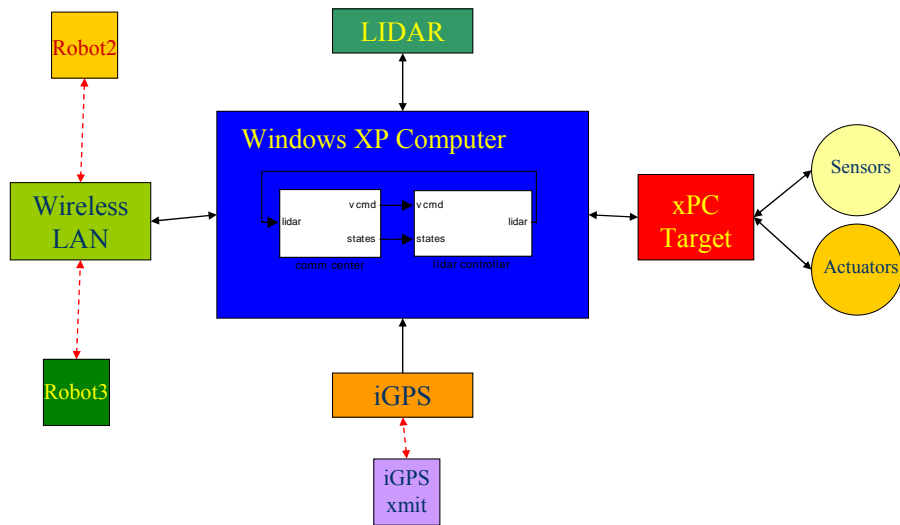 LIDAR
Robot2
Windows XP Computer
Sensors
Wireless
LAN
lidar
v cmd
states
comm. center
v cmd
states
lidar
lidar controller
xPC
Target
Actuators
Robot3
iGPS
iGPS
xmit